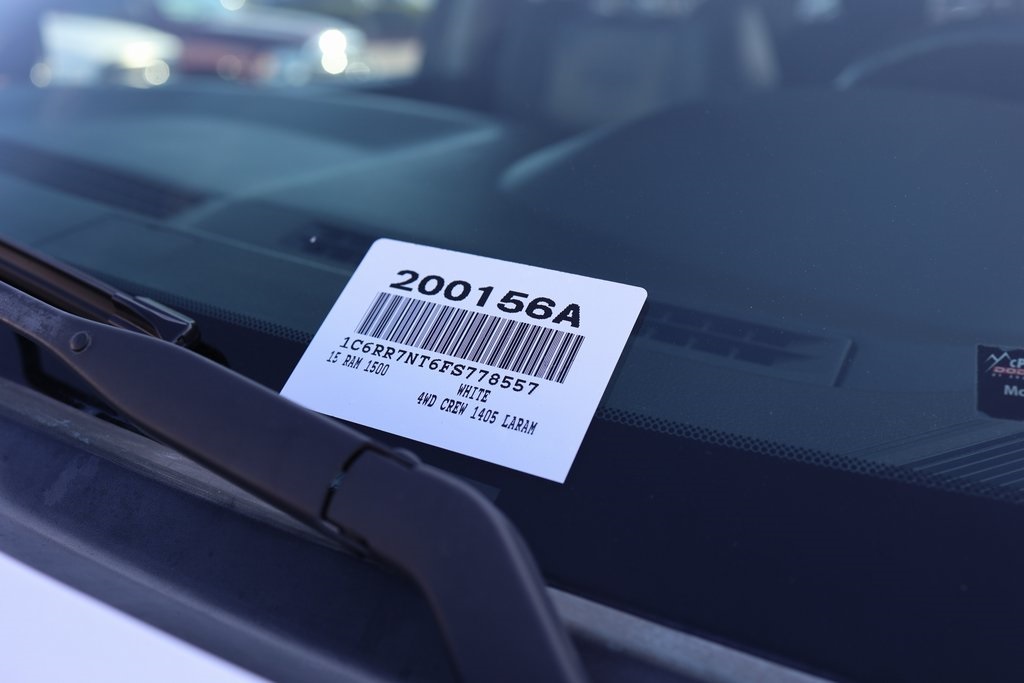 200156A
1C6RR7NT6FS778557
15 RAM 1500
WHITE
4WD CREW 1405 LARAM